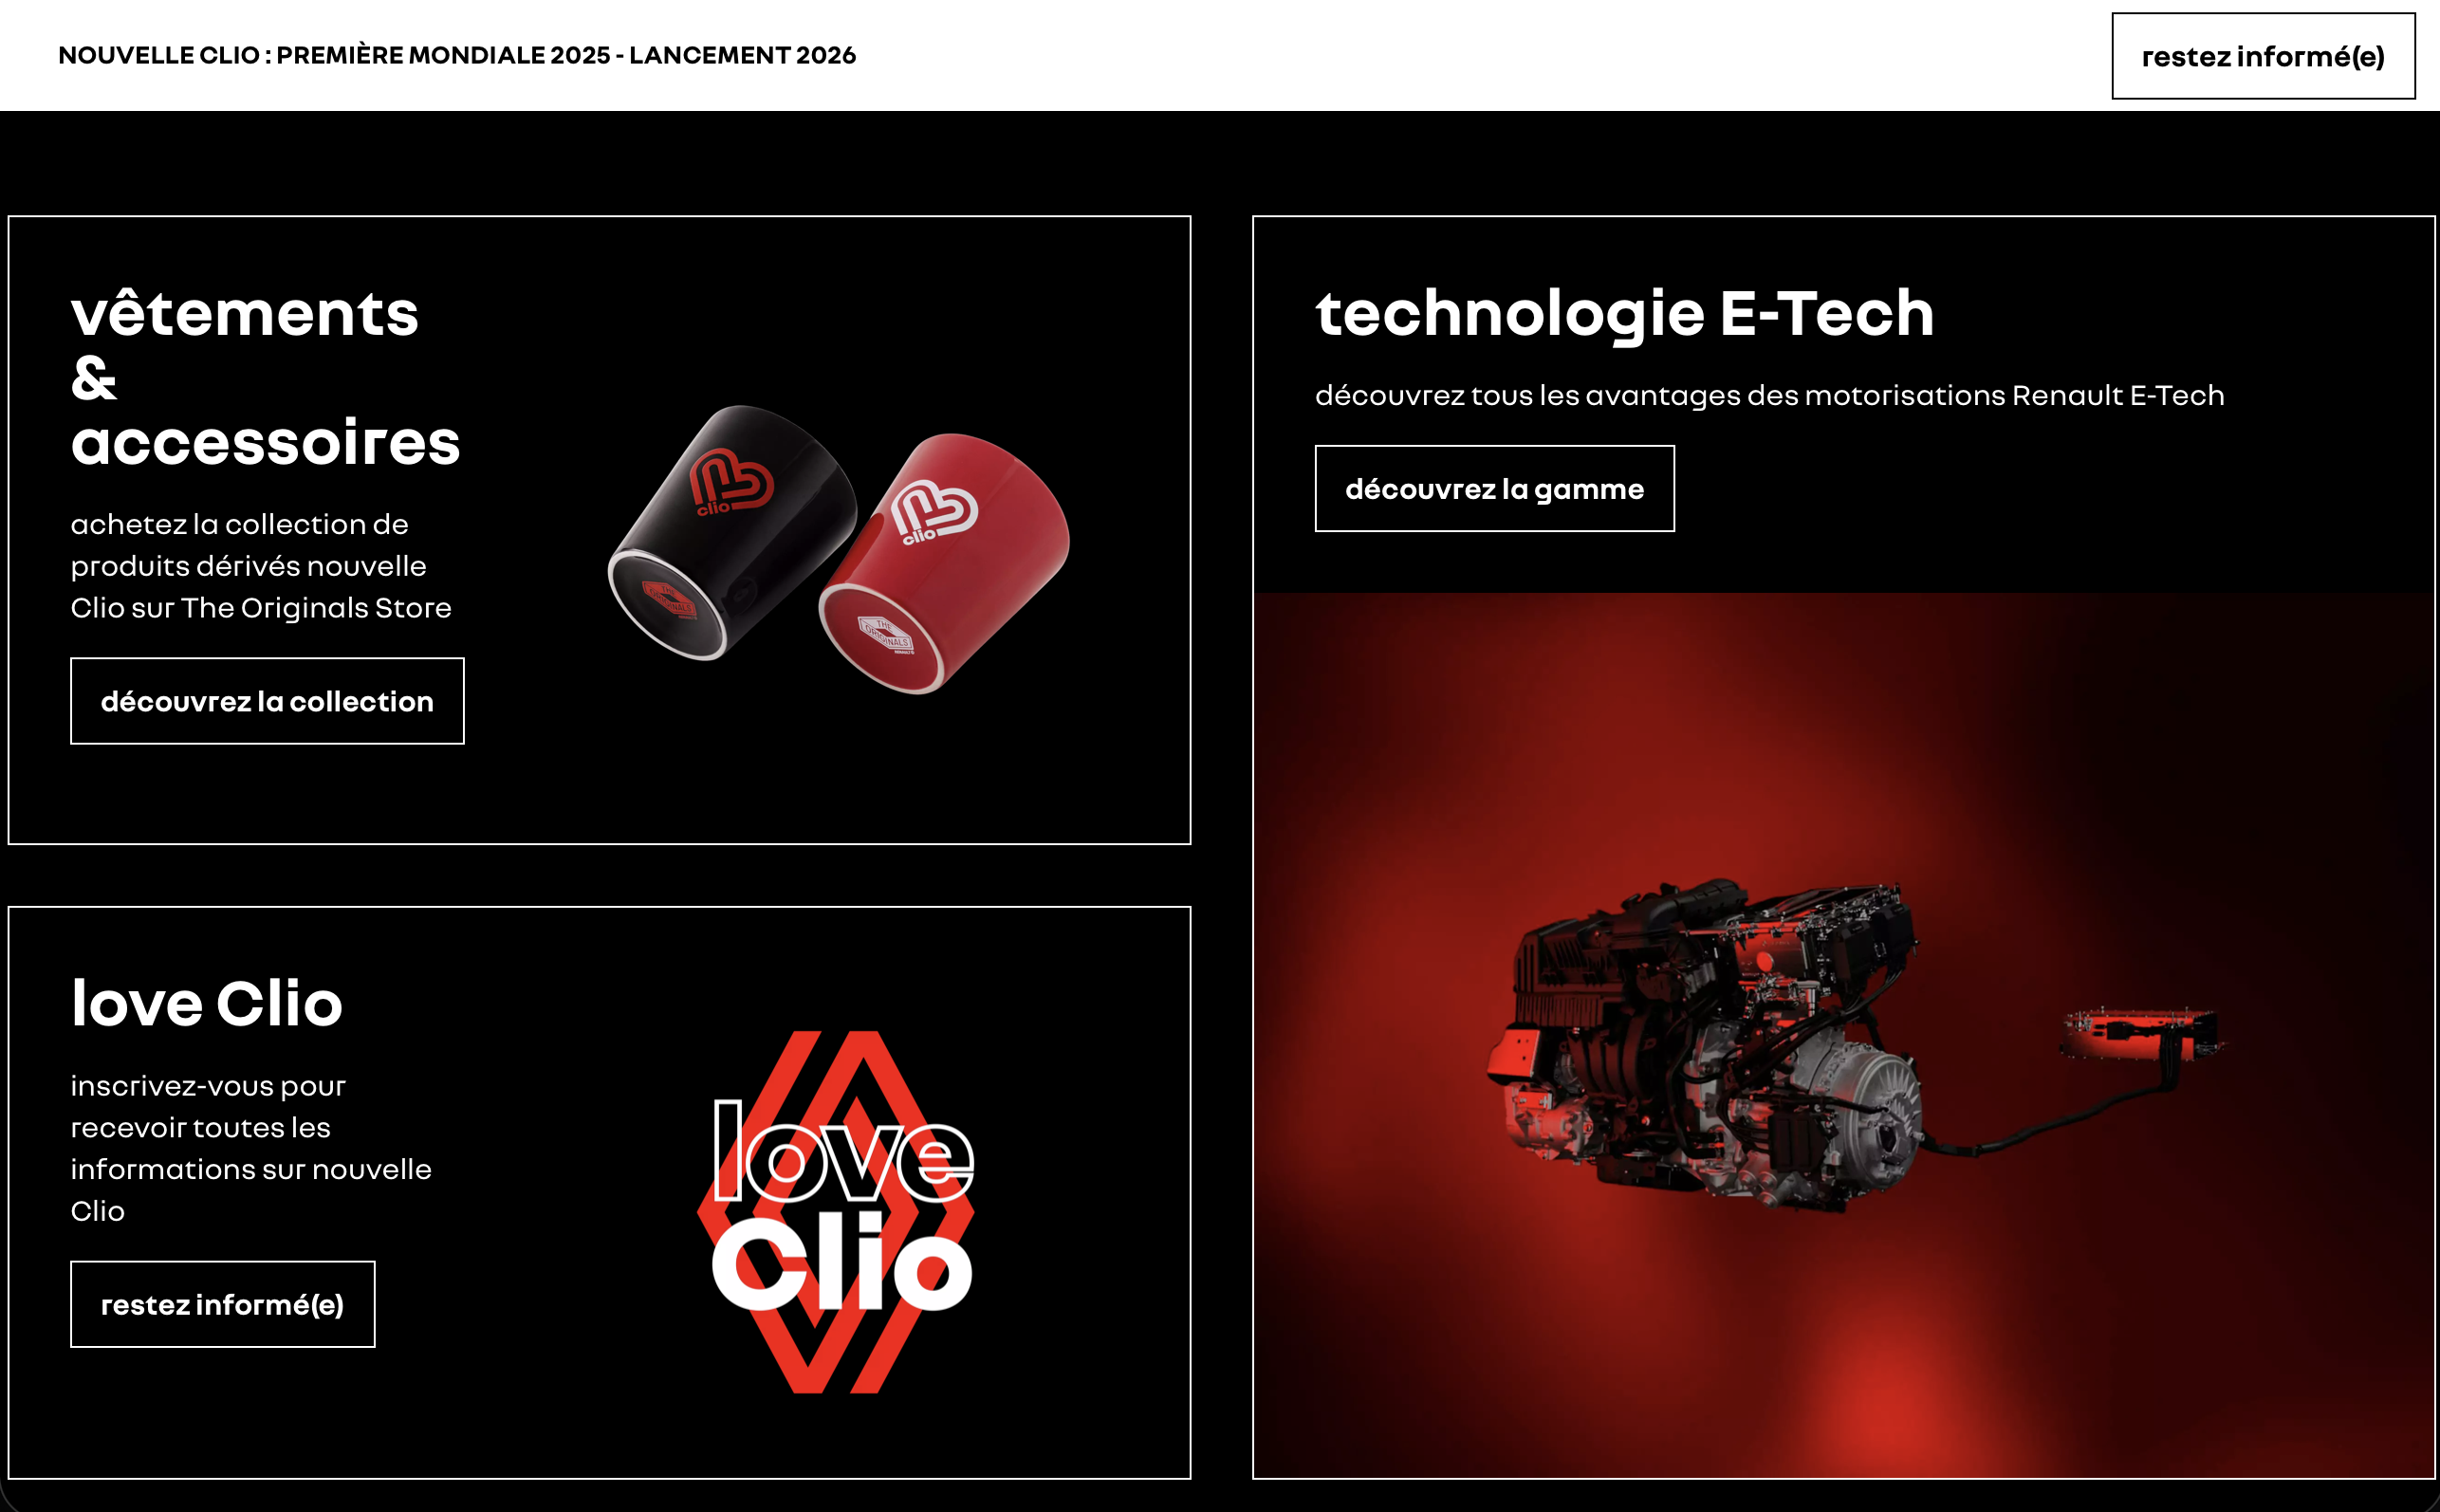 NOUVELLE CLIO : PREMIÈRE MONDIALE 2025 - LANCEMENT 2026
restez informé(e)
vêtements
&
accessoires
achetez la collection de
produits dérivés nouvelle
Clio sur The Originals Store
découvrez la collection
clio
THE
ORIGINALS
clio
THE
ORIGINALS
RENAULT
technologie E-Tech
découvrez tous les avantages des motorisations Renault E-Tech
découvrez la gamme
love Clio
inscrivez-vous pour
recevoir toutes les
informations sur nouvelle
Clio
restez informé(e)
love
Clio